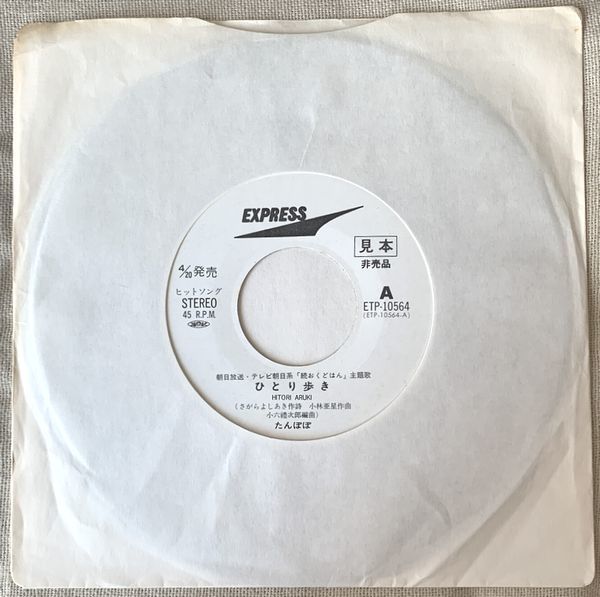 EXPRESS
見本
非売品
4/20発売
ヒットソング
STEREO
45 R.P.M.
A
ETP-10564
(ETP-10564-A)
朝日放送・テレビ朝日系「続おくどはん」主題歌
ひとり歩き
HITORI ARUKI
(さがらよしあき作詩 小林亜星作曲
小六禮次郎編曲)
たんぽぽ